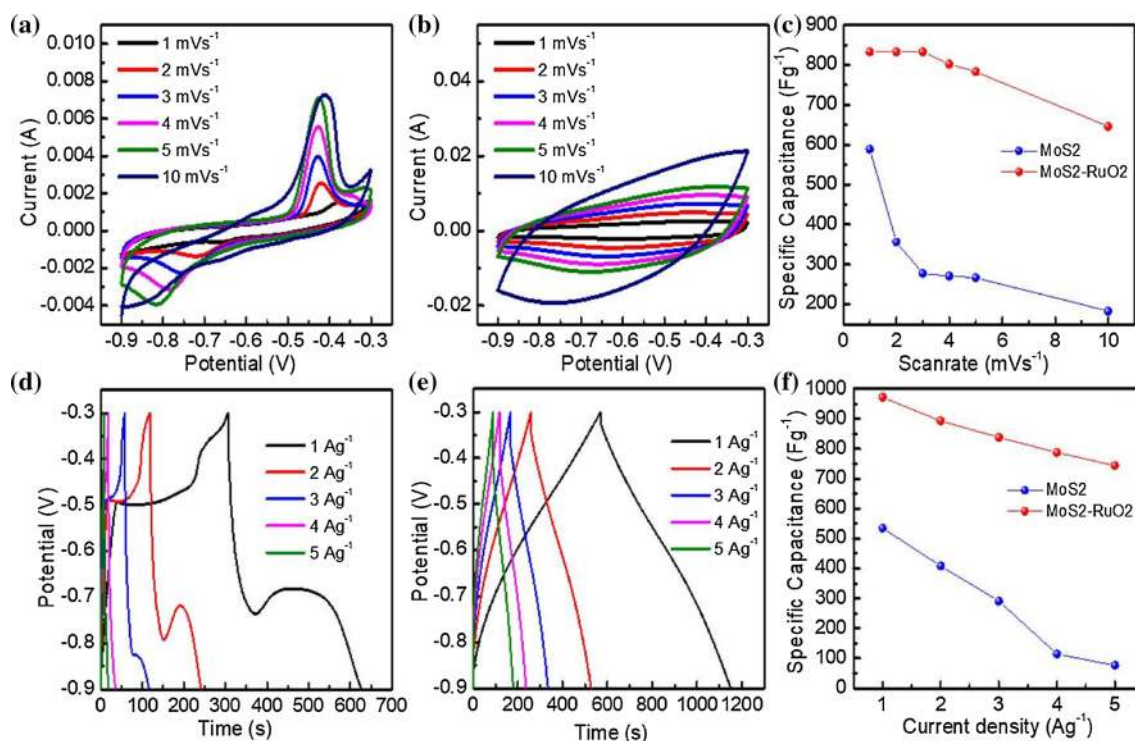 (a)
0.010
0.008
0.006
0.004
0.002
0.000
-0.002
-0.004
Current (A)
1 mVs⁻¹
2 mVs⁻¹
3 mVs⁻¹
4 mVs⁻¹
5 mVs⁻¹
10 mVs⁻¹
-0.9 -0.8 -0.7 -0.6 -0.5 -0.4 -0.3
Potential (V)
(b)
0.04
0.02
0.00
-0.02
Current (A)
1 mVs⁻¹
2 mVs⁻¹
3 mVs⁻¹
4 mVs⁻¹
5 mVs⁻¹
10 mVs⁻¹
-0.9 -0.8 -0.7 -0.6 -0.5 -0.4 -0.3
Potential (V)
(c)
900
800
700
600
500
400
300
200
Specific Capacitance (Fg⁻¹)
MoS2
MoS2-RuO2
0 2 4 6 8 10
Scanrate (mVs⁻¹)
(d)
-0.3
-0.4
-0.5
-0.6
-0.7
-0.8
-0.9
Potential (V)
1 Ag⁻¹
2 Ag⁻¹
3 Ag⁻¹
4 Ag⁻¹
5 Ag⁻¹
0 100 200 300 400 500 600 700
Time (s)
(e)
-0.3
-0.4
-0.5
-0.6
-0.7
-0.8
-0.9
Potential (V)
1 Ag⁻¹
2 Ag⁻¹
3 Ag⁻¹
4 Ag⁻¹
5 Ag⁻¹
0 200 400 600 800 1000 1200
Time (s)
(f)
1000
900
800
700
600
500
400
300
200
100
Specific Capacitance (Fg⁻¹)
MoS2
MoS2-RuO2
1 2 3 4 5
Current density (Ag⁻¹)